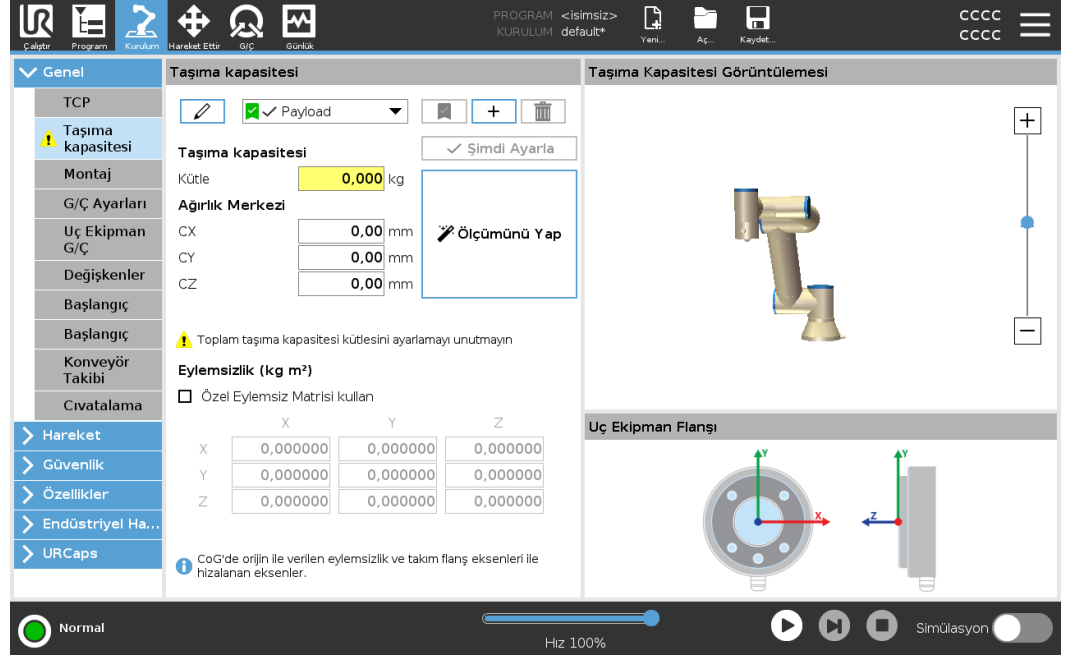 PROGRAM <isimsiz>
KURULUM default*
Çalıştır Program Kurulum Hareket Ettir G/Ç Günlük
Yeni... Aç... Kaydet...
cccc
cccc
Genel
TCP
Taşıma
kapasitesi
Montaj
G/Ç Ayarları
Uç Ekipman
G/Ç
Değişkenler
Başlangıç
Başlangıç
Konveyör
Takibi
Cıvatalama
Hareket
Güvenlik
Özellikler
Endüstriyel Ha...
URCaps
Taşıma kapasitesi
Payload
Şimdi Ayarla
Taşıma kapasitesi
Kütle 0,000 kg
Ağırlık Merkezi
CX 0,00 mm
CY 0,00 mm
CZ 0,00 mm
Ölçümünü Yap
Toplam taşıma kapasitesi kütlesini ayarlamayı unutmayın
Eylemsizlik (kg m²)
Özel Eylemsiz Matrisi kullan
X Y Z
X 0,000000 0,000000 0,000000
Y 0,000000 0,000000 0,000000
Z 0,000000 0,000000 0,000000
CoG'de orijin ile verilen eylemsizlik ve takım flanş eksenleri ile
hizalanan eksenler.
Taşıma Kapasitesi Görüntülemesi
Uç Ekipman Flanşı
Y
X
Y
Z
Normal
Hız 100%
Simülasyon